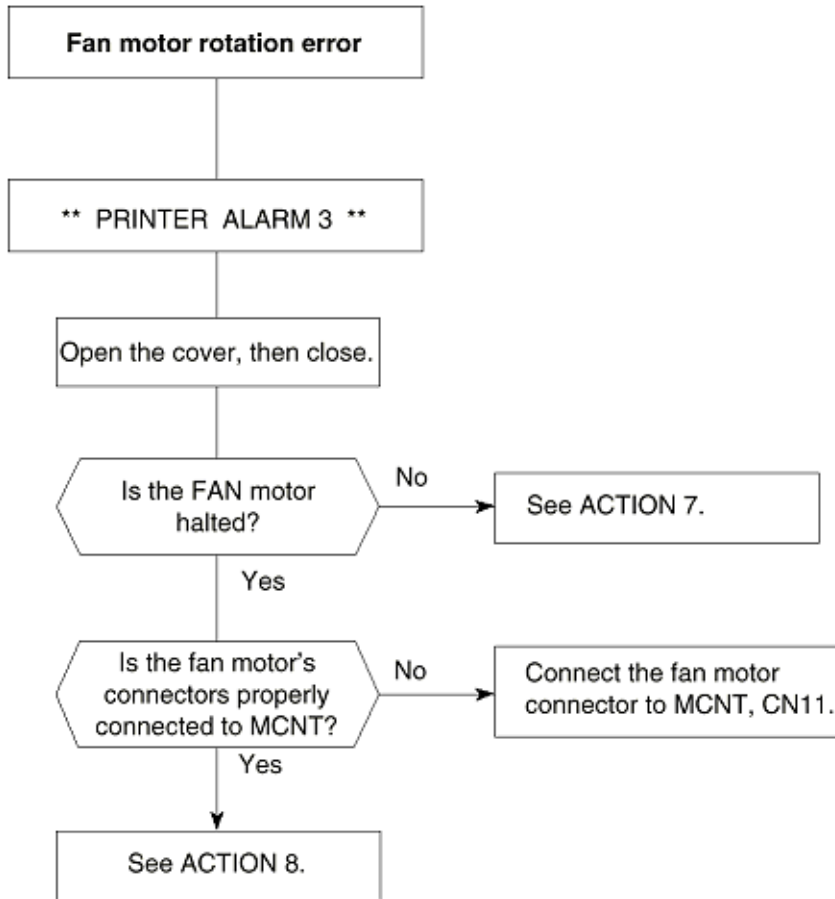 Fan motor rotation error
** PRINTER ALARM 3 **
Open the cover, then close.
Is the FAN motor
halted?
No
See ACTION 7.
Yes
Is the fan motor's
connectors properly
connected to MCNT?
No
Connect the fan motor
connector to MCNT, CN11.
Yes
See ACTION 8.